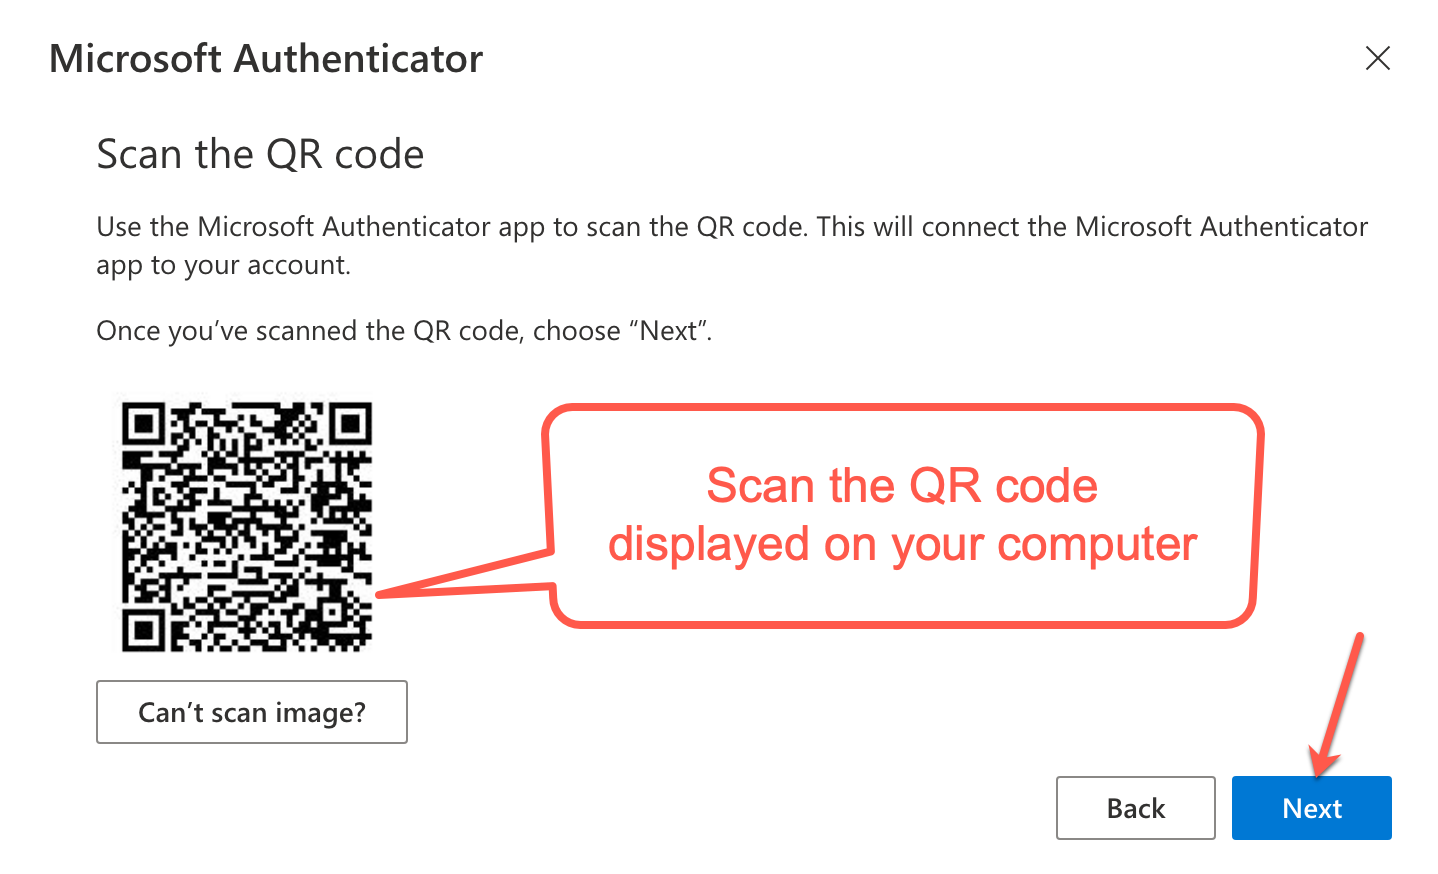 Microsoft Authenticator
Scan the QR code
Use the Microsoft Authenticator app to scan the QR code. This will connect the Microsoft Authenticator
app to your account.
Once you’ve scanned the QR code, choose “Next”.
Scan the QR code
displayed on your computer
Can’t scan image?
Back
Next